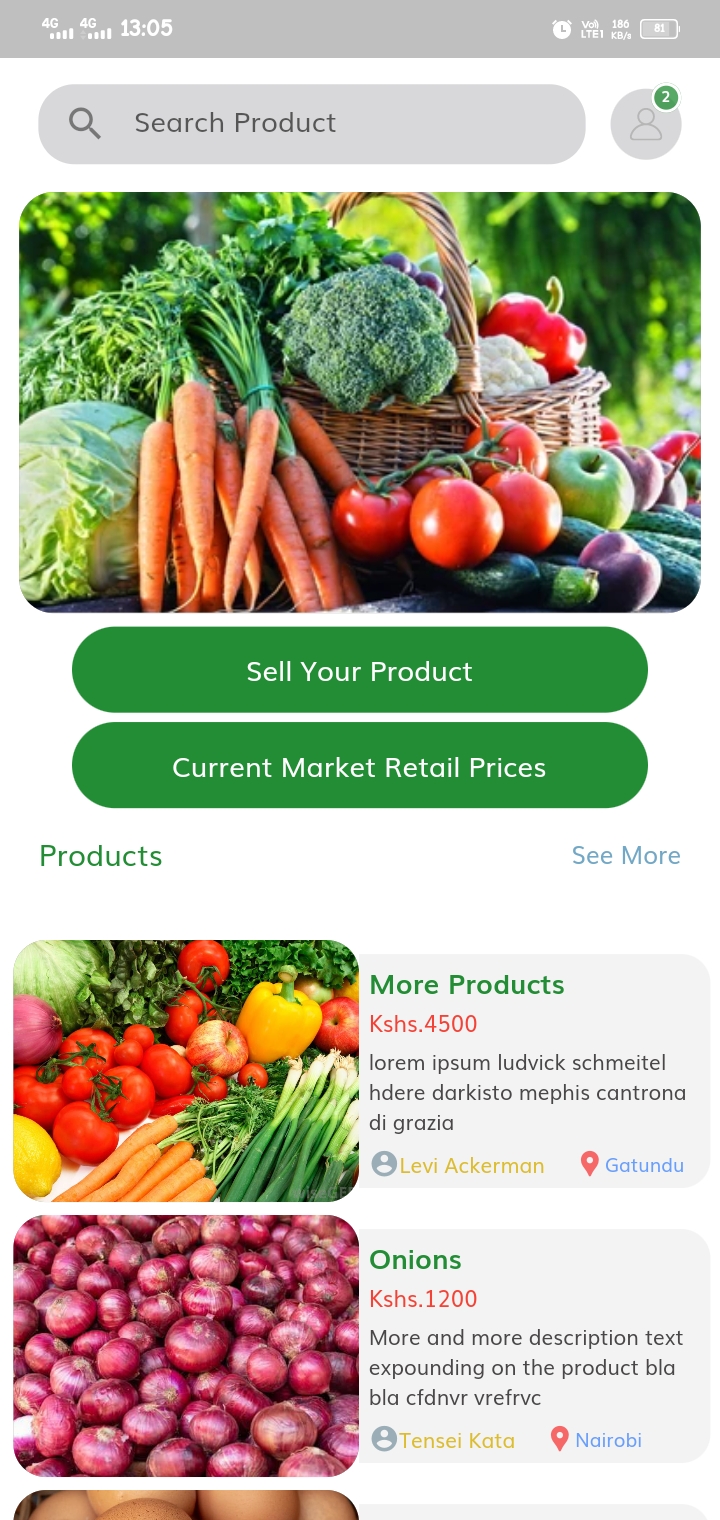 4G 4G 13:05 Vo) LTE1 186 KB/s 81
Search Product
2
Sell Your Product
Current Market Retail Prices
Products See More
More Products
Kshs.4500
lorem ipsum ludvick schmeitel
hdere darkisto mephis cantrona
di grazia
Levi Ackerman Gatundu
Onions
Kshs.1200
More and more description text
expounding on the product bla
bla cfdnvr vrefrvc
Tensei Kata Nairobi